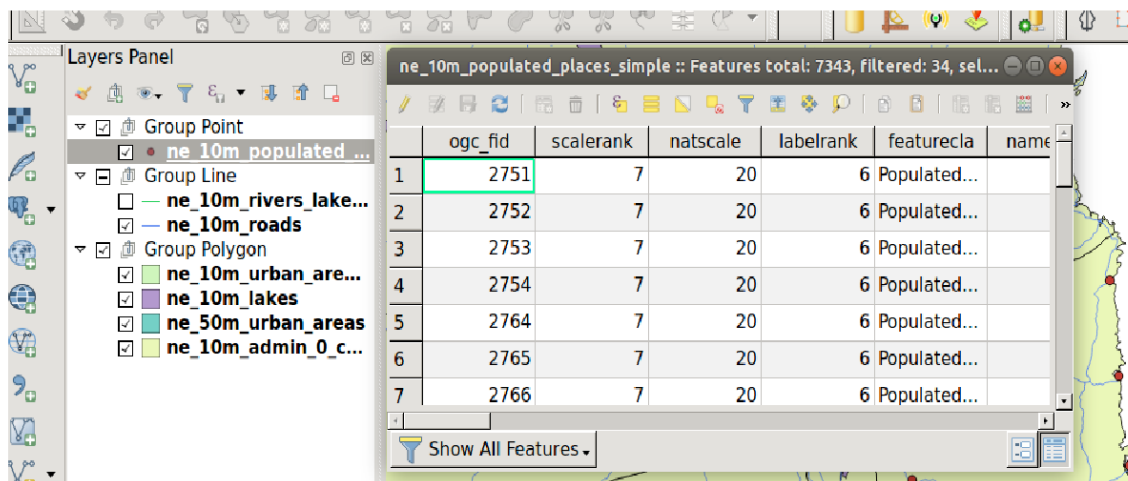 Layers Panel
Group Point
ne_10m_populated_...
Group Line
ne_10m_rivers_lake...
ne_10m_roads
Group Polygon
ne_10m_urban_are...
ne_10m_lakes
ne_50m_urban_areas
ne_10m_admin_0_c...
ne_10m_populated_places_simple :: Features total: 7343, filtered: 34, sel...
ogc_fid scalerank natscale labelrank featurecla name
1 2751 7 20 6 Populated...
2 2752 7 20 6 Populated...
3 2753 7 20 6 Populated...
4 2754 7 20 6 Populated...
5 2764 7 20 6 Populated...
6 2765 7 20 6 Populated...
7 2766 7 20 6 Populated...
Show All Features